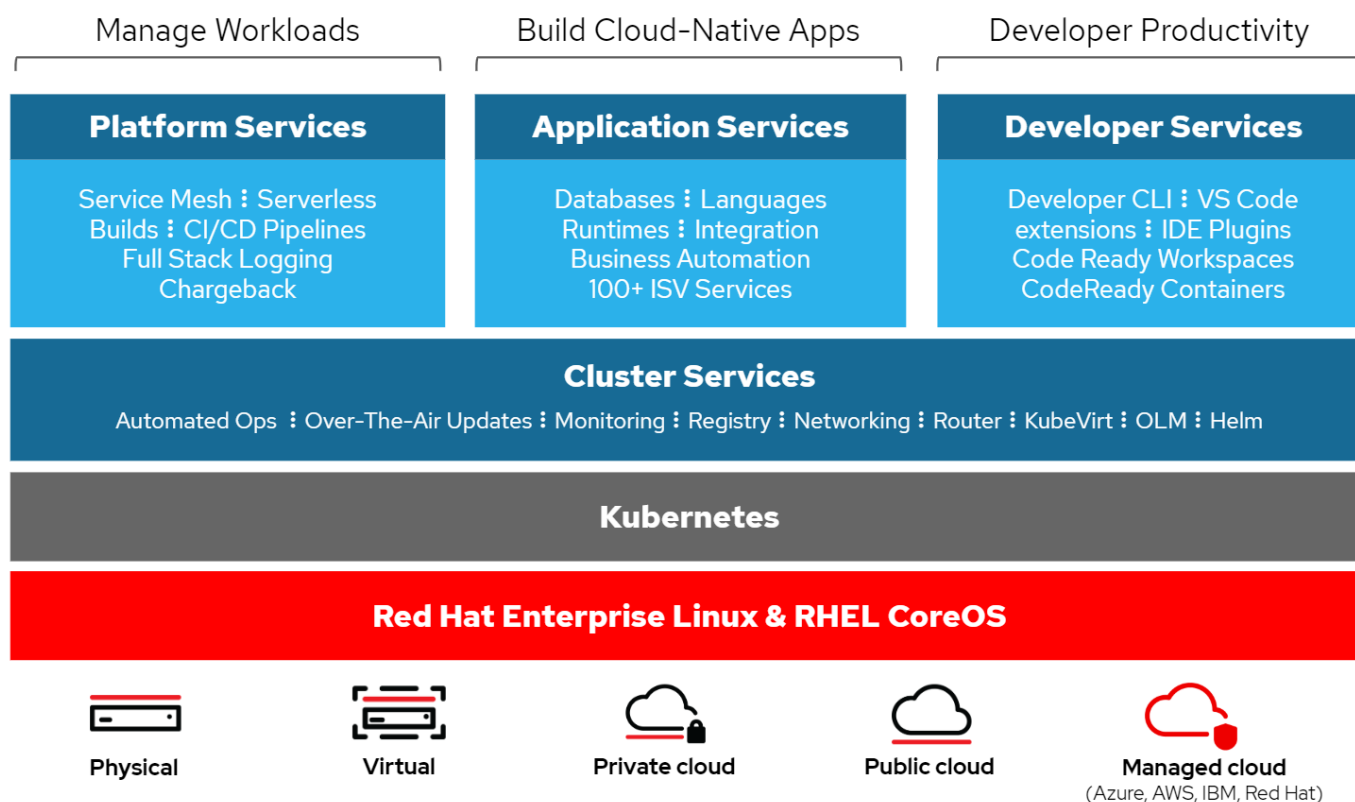 Manage Workloads
Build Cloud-Native Apps
Developer Productivity
Platform Services
Service Mesh ⋮ Serverless
Builds ⋮ CI/CD Pipelines
Full Stack Logging
Chargeback
Application Services
Databases ⋮ Languages
Runtimes ⋮ Integration
Business Automation
100+ ISV Services
Developer Services
Developer CLI ⋮ VS Code
extensions ⋮ IDE Plugins
Code Ready Workspaces
CodeReady Containers
Cluster Services
Automated Ops ⋮ Over-The-Air Updates ⋮ Monitoring ⋮ Registry ⋮ Networking ⋮ Router ⋮ KubeVirt ⋮ OLM ⋮ Helm
Kubernetes
Red Hat Enterprise Linux & RHEL CoreOS
Physical
Virtual
Private cloud
Public cloud
Managed cloud
(Azure, AWS, IBM, Red Hat)